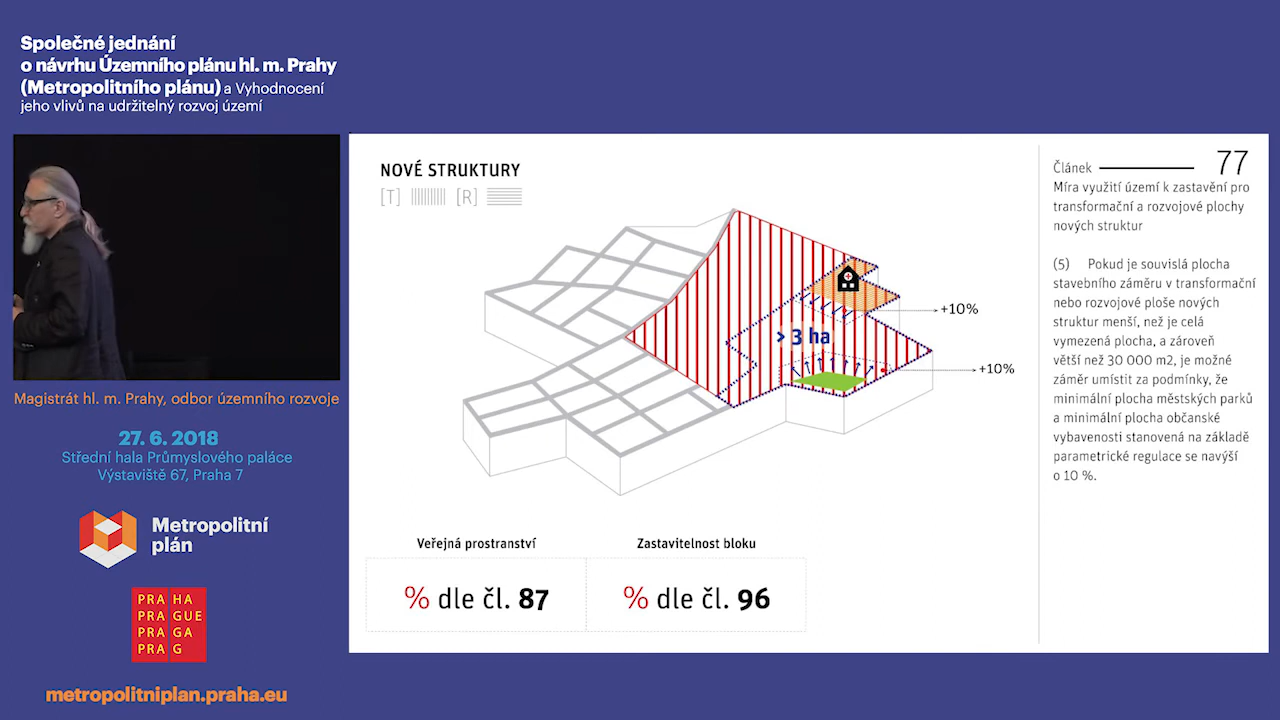 Společné jednání
o návrhu Územního plánu hl. m. Prahy
(Metropolitního plánu) a Vyhodnocení
jeho vlivů na udržitelný rozvoj území
Magistrát hl. m. Prahy, odbor územního rozvoje
27. 6. 2018
Střední hala Průmyslového paláce
Výstaviště 67, Praha 7
Metropolitní
plán
PRA HA
PRA GUE
PRA GA
PRA G
metropolitniplan.praha.eu
NOVÉ STRUKTURY
[T] [R]
+10%
> 3 ha
+10%
Veřejná prostranství
% dle čl. 87
Zastavitelnost bloku
% dle čl. 96
Článek 77
Míra využití území k zastavění pro
transformační a rozvojové plochy
nových struktur
(5) Pokud je souvislá plocha
stavebního záměru v transformační
nebo rozvojové ploše nových
struktur menší, než je celá
vymezená plocha, a zároveň
větší než 30 000 m2, je možné
záměr umístit za podmínky, že
minimální plocha městských parků
a minimální plocha občanské
vybavenosti stanovená na základě
parametrické regulace se navýší
o 10 %.